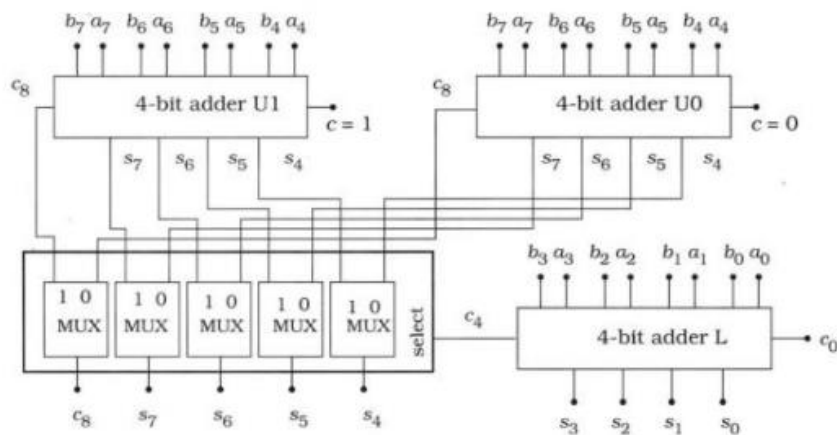 b₇ a₇ b₆ a₆ b₅ a₅ b₄ a₄ b₇ a₇ b₆ a₆ b₅ a₅ b₄ a₄
c₈ 4-bit adder U1 c = 1 c₈ 4-bit adder U0 c = 0
s₇ s₆ s₅ s₄ s₇ s₆ s₅ s₄
b₃ a₃ b₂ a₂ b₁ a₁ b₀ a₀
1 0 1 0 1 0 1 0 1 0
MUX MUX MUX MUX MUX select c₄ 4-bit adder L c₀
c₈ s₇ s₆ s₅ s₄ s₃ s₂ s₁ s₀